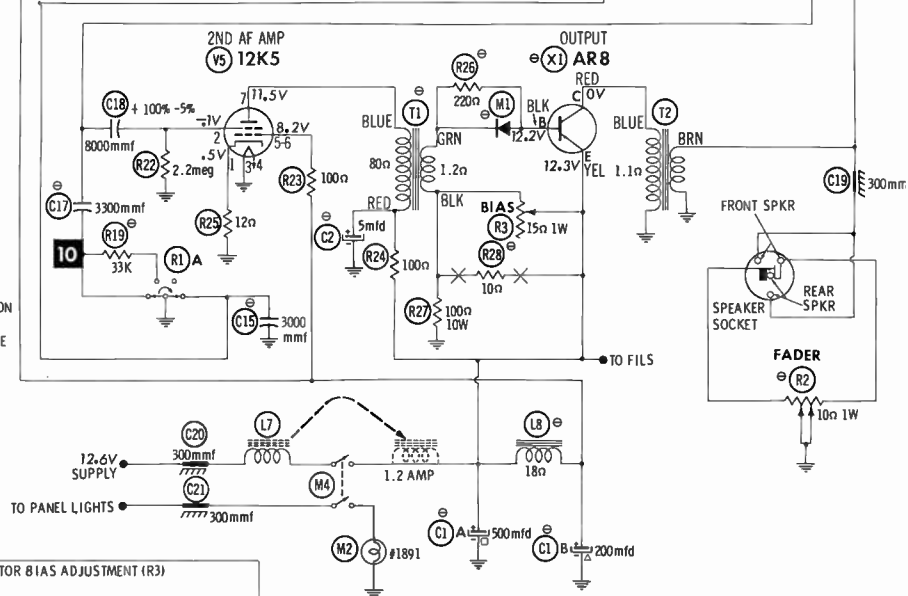 2ND AF AMP
V5 12K5
OUTPUT
⊖ X1 AR8
R26 ⊖
220Ω
RED
C 0V
7 11.5V
C18 + 100% -5%
8000mmf
-.1V
2
8.2V
5-6
.5V
1
3+4
R22
2.2meg
R23
100Ω
⊖
T1
BLUE
80Ω
GRN
1.2Ω
RED
BLK
M1
⊖
BLK
B
12.2V
12.3V
E
YEL
T2
BLUE
1.1Ω
BRN
⊖
C17
3300mmf
R25
12Ω
⊖
C2
5mfd
R24
100Ω
BIAS
R3
15Ω 1W
R28 ⊖
10Ω
R27
100Ω
10W
C19
300mm
FRONT SPKR
REAR
SPKR
SPEAKER
SOCKET
10
R19 ⊖
33K
R1 A
⊖
C15
3000
mmf
ON
E
TO FILS
FADER
⊖ R2
10Ω 1W
C20
300mmf
L7
12.6V
SUPPLY
1.2 AMP
L8 ⊖
18Ω
C21
300mmf
M4
TO PANEL LIGHTS
M2
#1891
⊖
C1 A
500mfd
⊖
C1 B
200mfd
TOR BIAS ADJUSTMENT (R3)